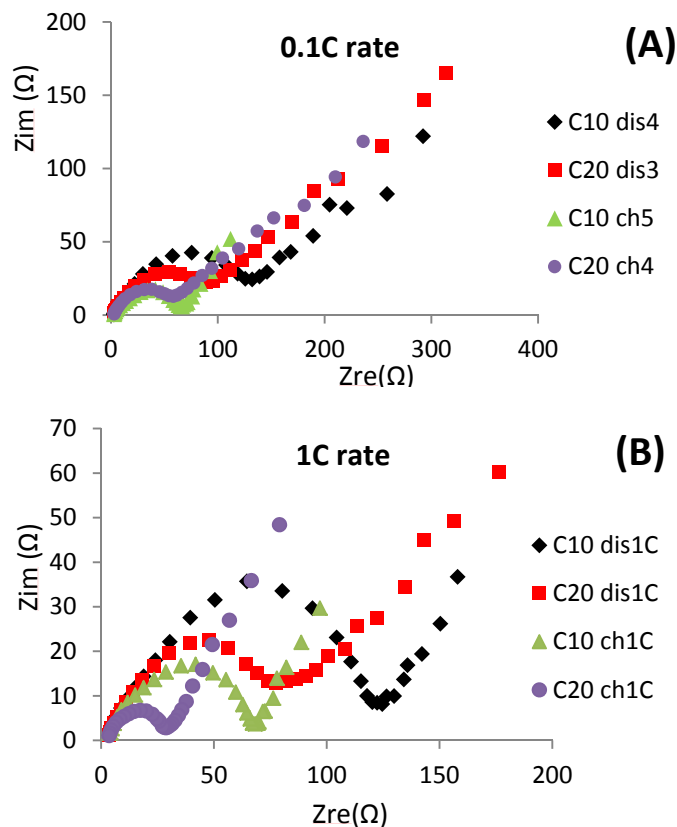 0.1C rate
(A)
Zim (Ω)
200
150
100
50
0
0
100
200
300
400
Zre(Ω)
C10 dis4
C20 dis3
C10 ch5
C20 ch4
1C rate
(B)
Zim (Ω)
70
60
50
40
30
20
10
0
0
50
100
150
200
Zre(Ω)
C10 dis1C
C20 dis1C
C10 ch1C
C20 ch1C